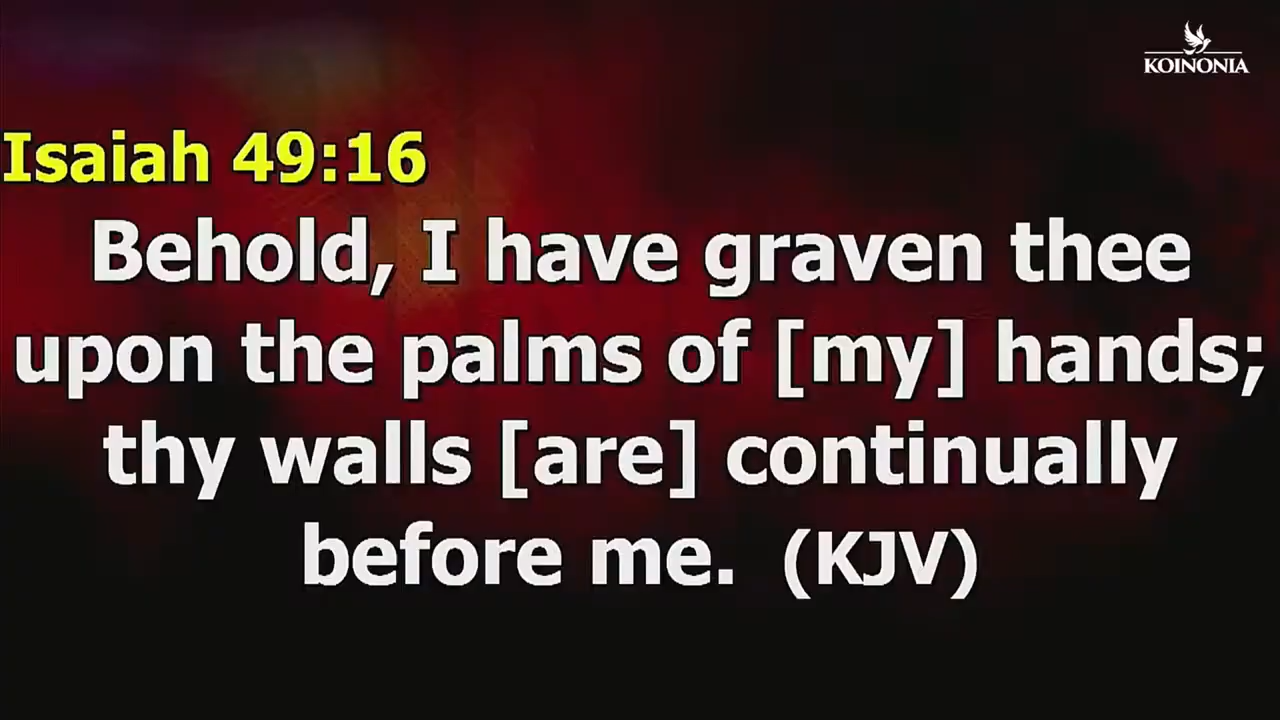 KOINONIA
Isaiah 49:16
Behold, I have graven thee
upon the palms of [my] hands;
thy walls [are] continually
before me. (KJV)